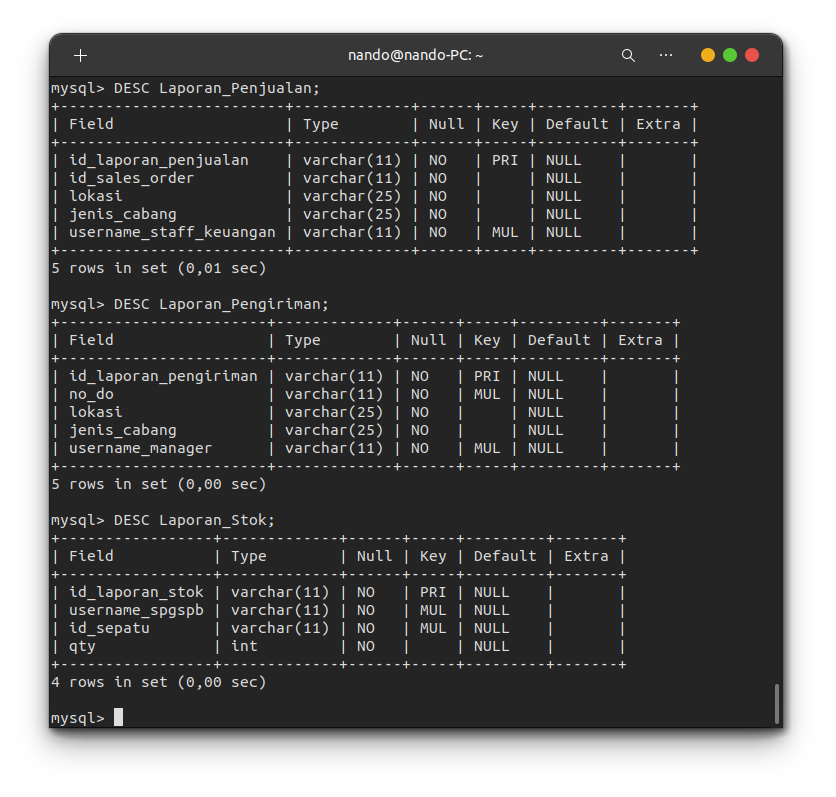 nando@nando-PC: ~
mysql> DESC Laporan_Penjualan;
+-------------------------+-------------+------+-----+---------+-------+
| Field                   | Type        | Null | Key | Default | Extra |
+-------------------------+-------------+------+-----+---------+-------+
| id_laporan_penjualan    | varchar(11) | NO   | PRI | NULL    |       |
| id_sales_order          | varchar(11) | NO   |     | NULL    |       |
| lokasi                  | varchar(25) | NO   |     | NULL    |       |
| jenis_cabang            | varchar(25) | NO   |     | NULL    |       |
| username_staff_keuangan | varchar(11) | NO   | MUL | NULL    |       |
+-------------------------+-------------+------+-----+---------+-------+
5 rows in set (0,01 sec)
mysql> DESC Laporan_Pengiriman;
+-----------------------+-------------+------+-----+---------+-------+
| Field                 | Type        | Null | Key | Default | Extra |
+-----------------------+-------------+------+-----+---------+-------+
| id_laporan_pengiriman | varchar(11) | NO   | PRI | NULL    |       |
| no_do                 | varchar(11) | NO   | MUL | NULL    |       |
| lokasi                | varchar(25) | NO   |     | NULL    |       |
| jenis_cabang          | varchar(25) | NO   |     | NULL    |       |
| username_manager      | varchar(11) | NO   | MUL | NULL    |       |
+-----------------------+-------------+------+-----+---------+-------+
5 rows in set (0,00 sec)
mysql> DESC Laporan_Stok;
+-----------------+-------------+------+-----+---------+-------+
| Field           | Type        | Null | Key | Default | Extra |
+-----------------+-------------+------+-----+---------+-------+
| id_laporan_stok | varchar(11) | NO   | PRI | NULL    |       |
| username_spgspb | varchar(11) | NO   | MUL | NULL    |       |
| id_sepatu       | varchar(11) | NO   | MUL | NULL    |       |
| qty             | int         | NO   |     | NULL    |       |
+-----------------+-------------+------+-----+---------+-------+
4 rows in set (0,00 sec)
mysql>